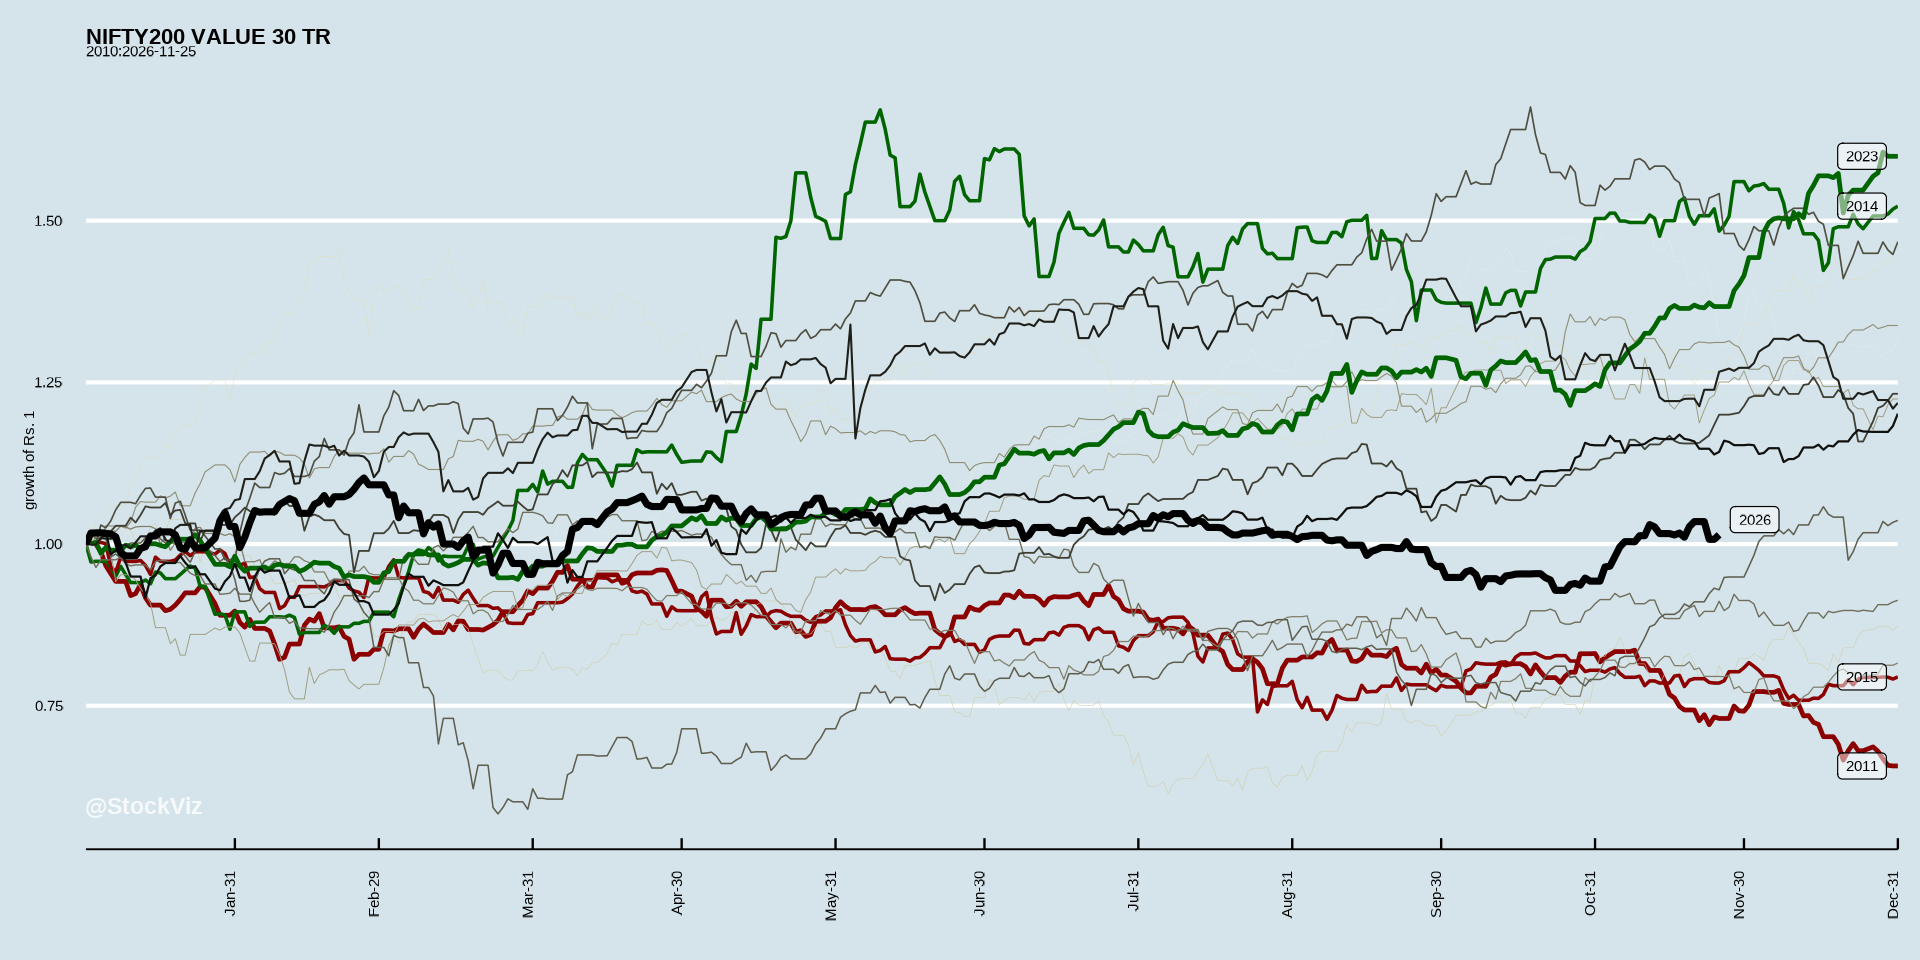 NIFTY200 VALUE 30 TR
2010:2026-11-25
growth of Rs. 1
1.50
1.25
1.00
0.75
2023
2014
2026
2015
2011
@StockViz
Jan-31
Feb-29
Mar-31
Apr-30
May-31
Jun-30
Jul-31
Aug-31
Sep-30
Oct-31
Nov-30
Dec-31